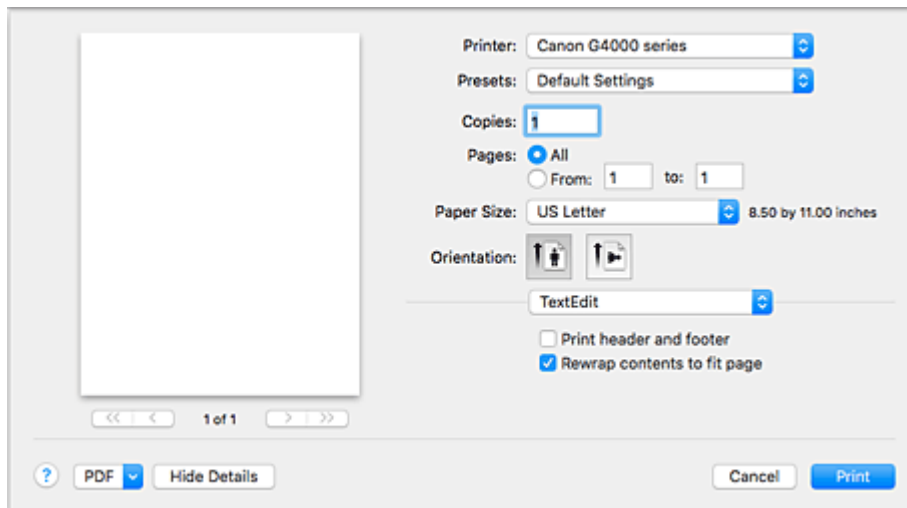 Printer: Canon G4000 series
Presets: Default Settings
Copies: 1
Pages: All
From: 1 to: 1
Paper Size: US Letter 8.50 by 11.00 inches
Orientation:
TextEdit
Print header and footer
Rewrap contents to fit page
<< < 1 of 1 > >>
? PDF Hide Details Cancel Print